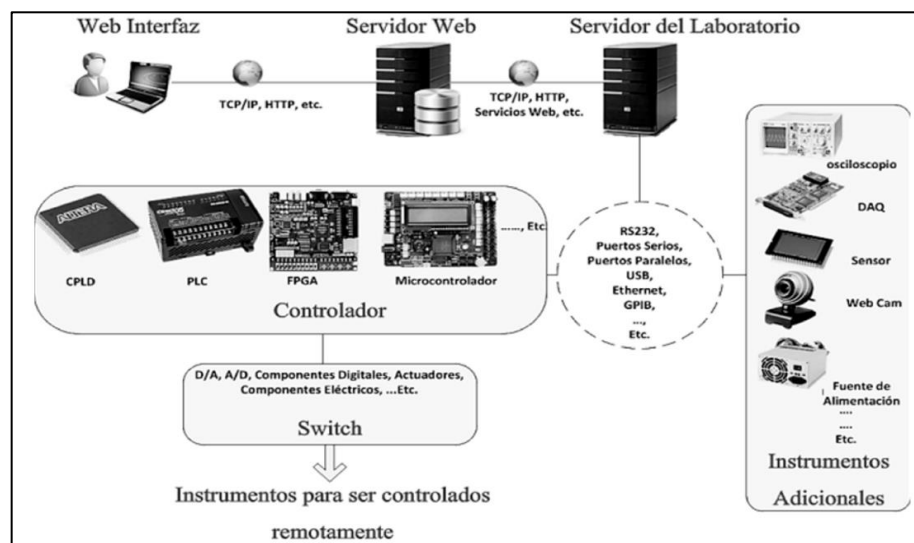 Web Interfaz
Servidor Web
Servidor del Laboratorio
TCP/IP, HTTP, etc.
TCP/IP, HTTP,
Servicios Web, etc.
osciloscopio
DAQ
Sensor
Web Cam
Fuente de
Alimentación
....
....
Etc.
Instrumentos
Adicionales
RS232,
Puertos Serios,
Puertos Paralelos,
USB,
Ethernet,
GPIB,
...,
Etc.
ALTERA
......, Etc.
CPLD
PLC
FPGA
Microcontrolador
Controlador
D/A, A/D, Componentes Digitales, Actuadores,
Componentes Eléctricos, ...Etc.
Switch
Instrumentos para ser controlados
remotamente